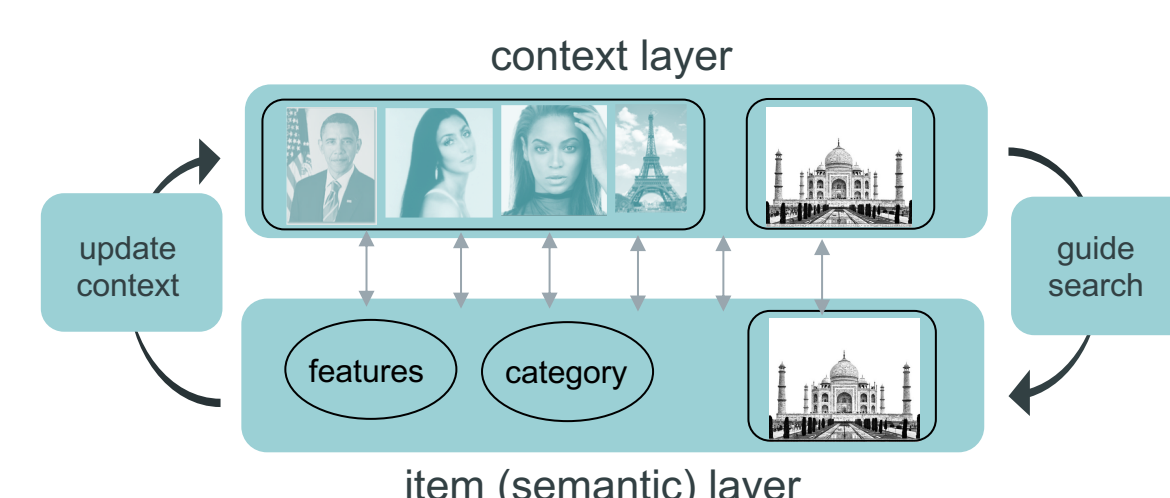 context layer
update
context
guide
search
features
category
item (semantic) layer